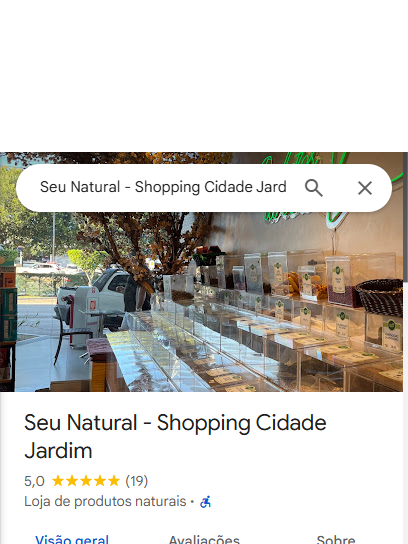 Seu Natural - Shopping Cidade Jard
Seu Natural - Shopping Cidade
Jardim
5,0 (19)
Loja de produtos naturais ·
Visão geral
Avaliações
Sobre